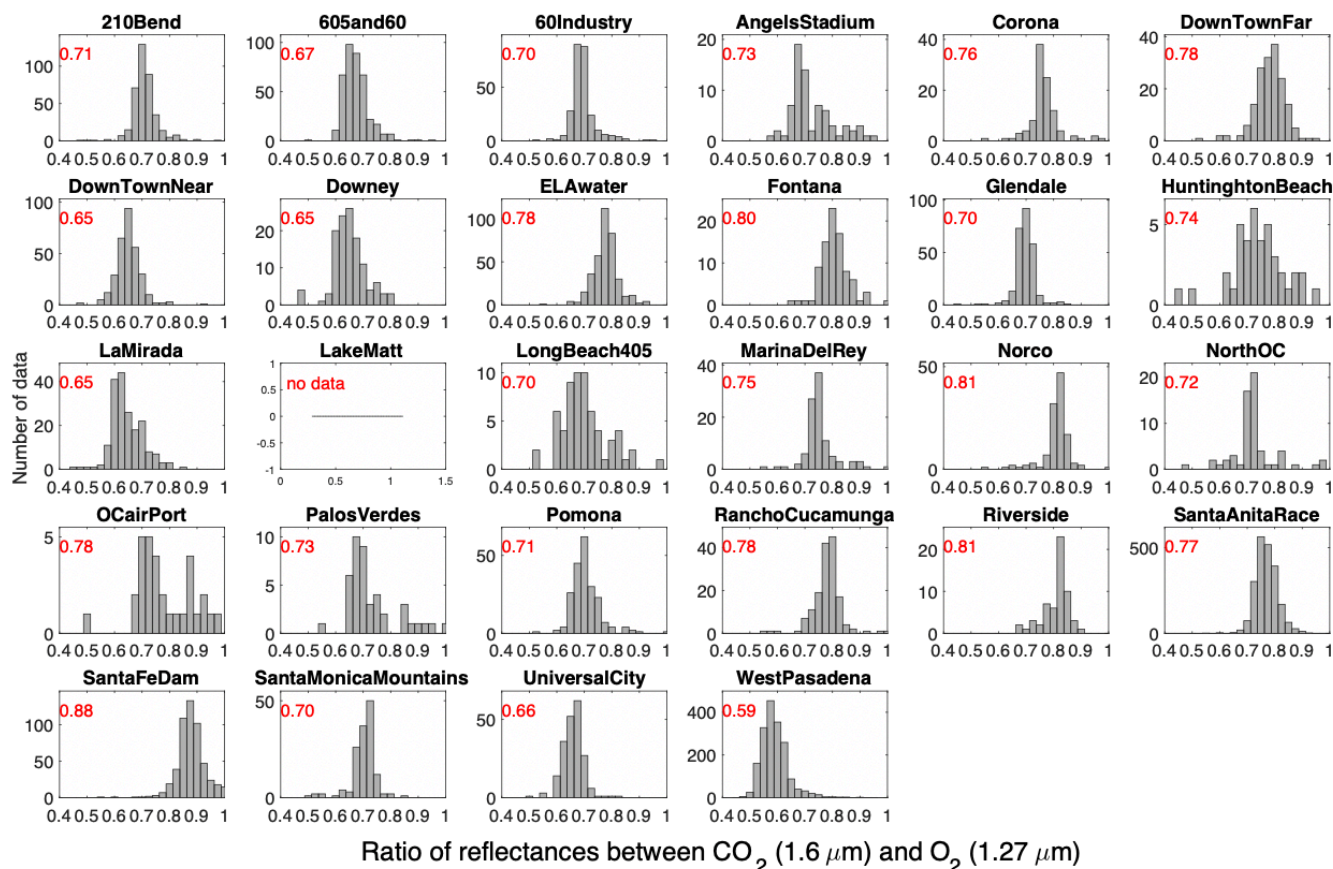 210Bend
605and60
60Industry
AngelsStadium
Corona
DownTownFar
0.71
0.67
0.70
0.73
0.76
0.78
100
50
0
100
50
0
50
0
20
10
0
40
20
0
40
20
0
0.4 0.5 0.6 0.7 0.8 0.9 1
0.4 0.5 0.6 0.7 0.8 0.9 1
0.4 0.5 0.6 0.7 0.8 0.9 1
0.4 0.5 0.6 0.7 0.8 0.9 1
0.4 0.5 0.6 0.7 0.8 0.9 1
0.4 0.5 0.6 0.7 0.8 0.9 1
DownTownNear
Downey
ELAwater
Fontana
Glendale
HuntinghtonBeach
0.65
0.65
0.78
0.80
0.70
0.74
100
50
0
20
0
100
50
0
20
10
0
100
50
0
5
0
0.4 0.5 0.6 0.7 0.8 0.9 1
0.4 0.5 0.6 0.7 0.8 0.9 1
0.4 0.5 0.6 0.7 0.8 0.9 1
0.4 0.5 0.6 0.7 0.8 0.9 1
0.4 0.5 0.6 0.7 0.8 0.9 1
0.4 0.5 0.6 0.7 0.8 0.9 1
Number of data
LaMirada
LakeMatt
LongBeach405
MarinaDelRey
Norco
NorthOC
0.65
no data
0.70
0.75
0.81
0.72
40
20
0
1
0.5
0
-0.5
-1
10
5
0
40
20
0
50
0
20
10
0
0.4 0.5 0.6 0.7 0.8 0.9 1
0 0.5 1 1.5
0.4 0.5 0.6 0.7 0.8 0.9 1
0.4 0.5 0.6 0.7 0.8 0.9 1
0.4 0.5 0.6 0.7 0.8 0.9 1
0.4 0.5 0.6 0.7 0.8 0.9 1
OCairPort
PalosVerdes
Pomona
RanchoCucamunga
Riverside
SantaAnitaRace
0.78
0.73
0.71
0.78
0.81
0.77
5
0
10
5
0
50
0
40
20
0
20
10
0
500
0
0.4 0.5 0.6 0.7 0.8 0.9 1
0.4 0.5 0.6 0.7 0.8 0.9 1
0.4 0.5 0.6 0.7 0.8 0.9 1
0.4 0.5 0.6 0.7 0.8 0.9 1
0.4 0.5 0.6 0.7 0.8 0.9 1
0.4 0.5 0.6 0.7 0.8 0.9 1
SantaFeDam
SantaMonicaMountains
UniversalCity
WestPasadena
0.88
0.70
0.66
0.59
100
50
0
50
0
50
0
400
200
0
0.4 0.5 0.6 0.7 0.8 0.9 1
0.4 0.5 0.6 0.7 0.8 0.9 1
0.4 0.5 0.6 0.7 0.8 0.9 1
0.4 0.5 0.6 0.7 0.8 0.9 1
Ratio of reflectances between CO₂ (1.6 μm) and O₂ (1.27 μm)